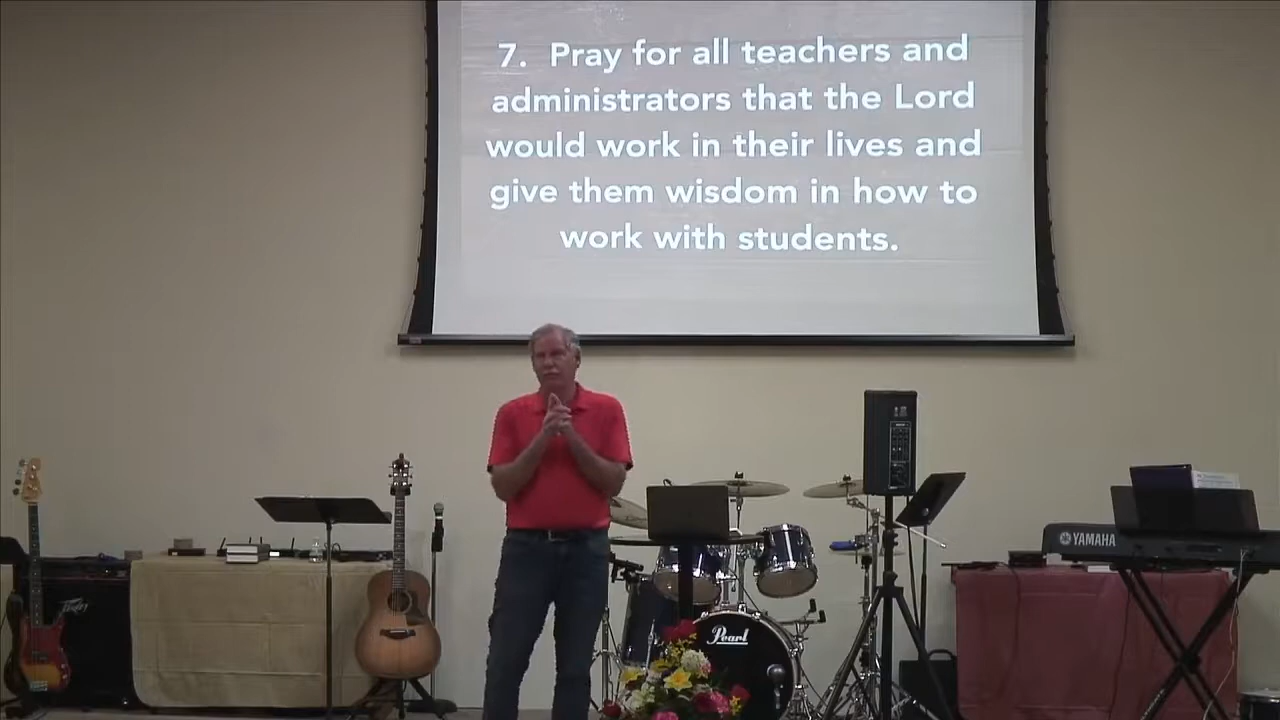 7. Pray for all teachers and
administrators that the Lord
would work in their lives and
give them wisdom in how to
work with students.
YAMAHA
Peavey
Pearl